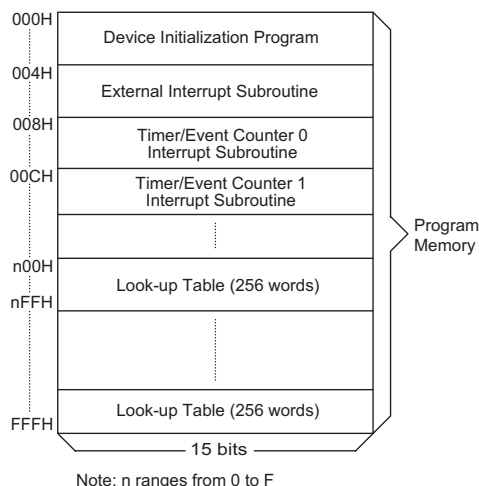 000H
Device Initialization Program
004H
External Interrupt Subroutine
008H
Timer/Event Counter 0
Interrupt Subroutine
00CH
Timer/Event Counter 1
Interrupt Subroutine
Program
Memory
n00H
Look-up Table (256 words)
nFFH
Look-up Table (256 words)
FFFH
15 bits
Note: n ranges from 0 to F